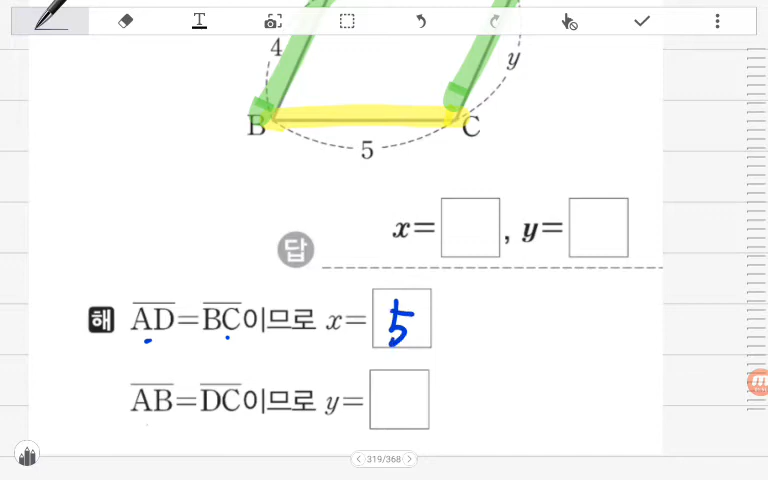 T
4
y
B
C
5
답
x=
, y=
해 AD=BC이므로 x= 5
AB=DC이므로 y=
319/368